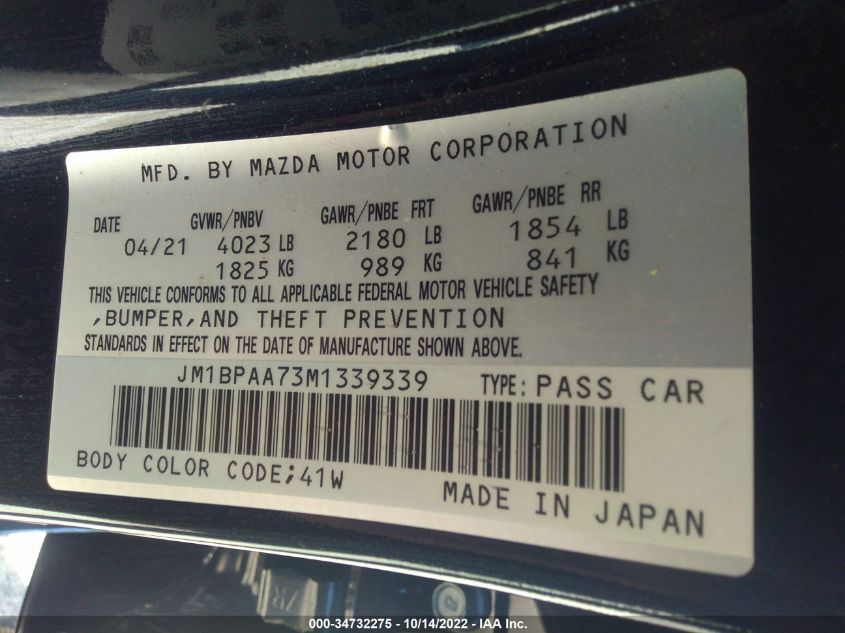 MFD. BY MAZDA MOTOR CORPORATION
DATE GVWR/PNBV GAWR/PNBE FRT GAWR/PNBE RR
04/21 4023 LB 2180 LB 1854 LB
1825 KG 989 KG 841 KG
THIS VEHICLE CONFORMS TO ALL APPLICABLE FEDERAL MOTOR VEHICLE SAFETY
,BUMPER,AND THEFT PREVENTION
STANDARDS IN EFFECT ON THE DATE OF MANUFACTURE SHOWN ABOVE.
JM1BPAA73M1339339 TYPE: PASS CAR
BODY COLOR CODE;41W
MADE IN JAPAN
000-34732275 - 10/14/2022 - IAA Inc.